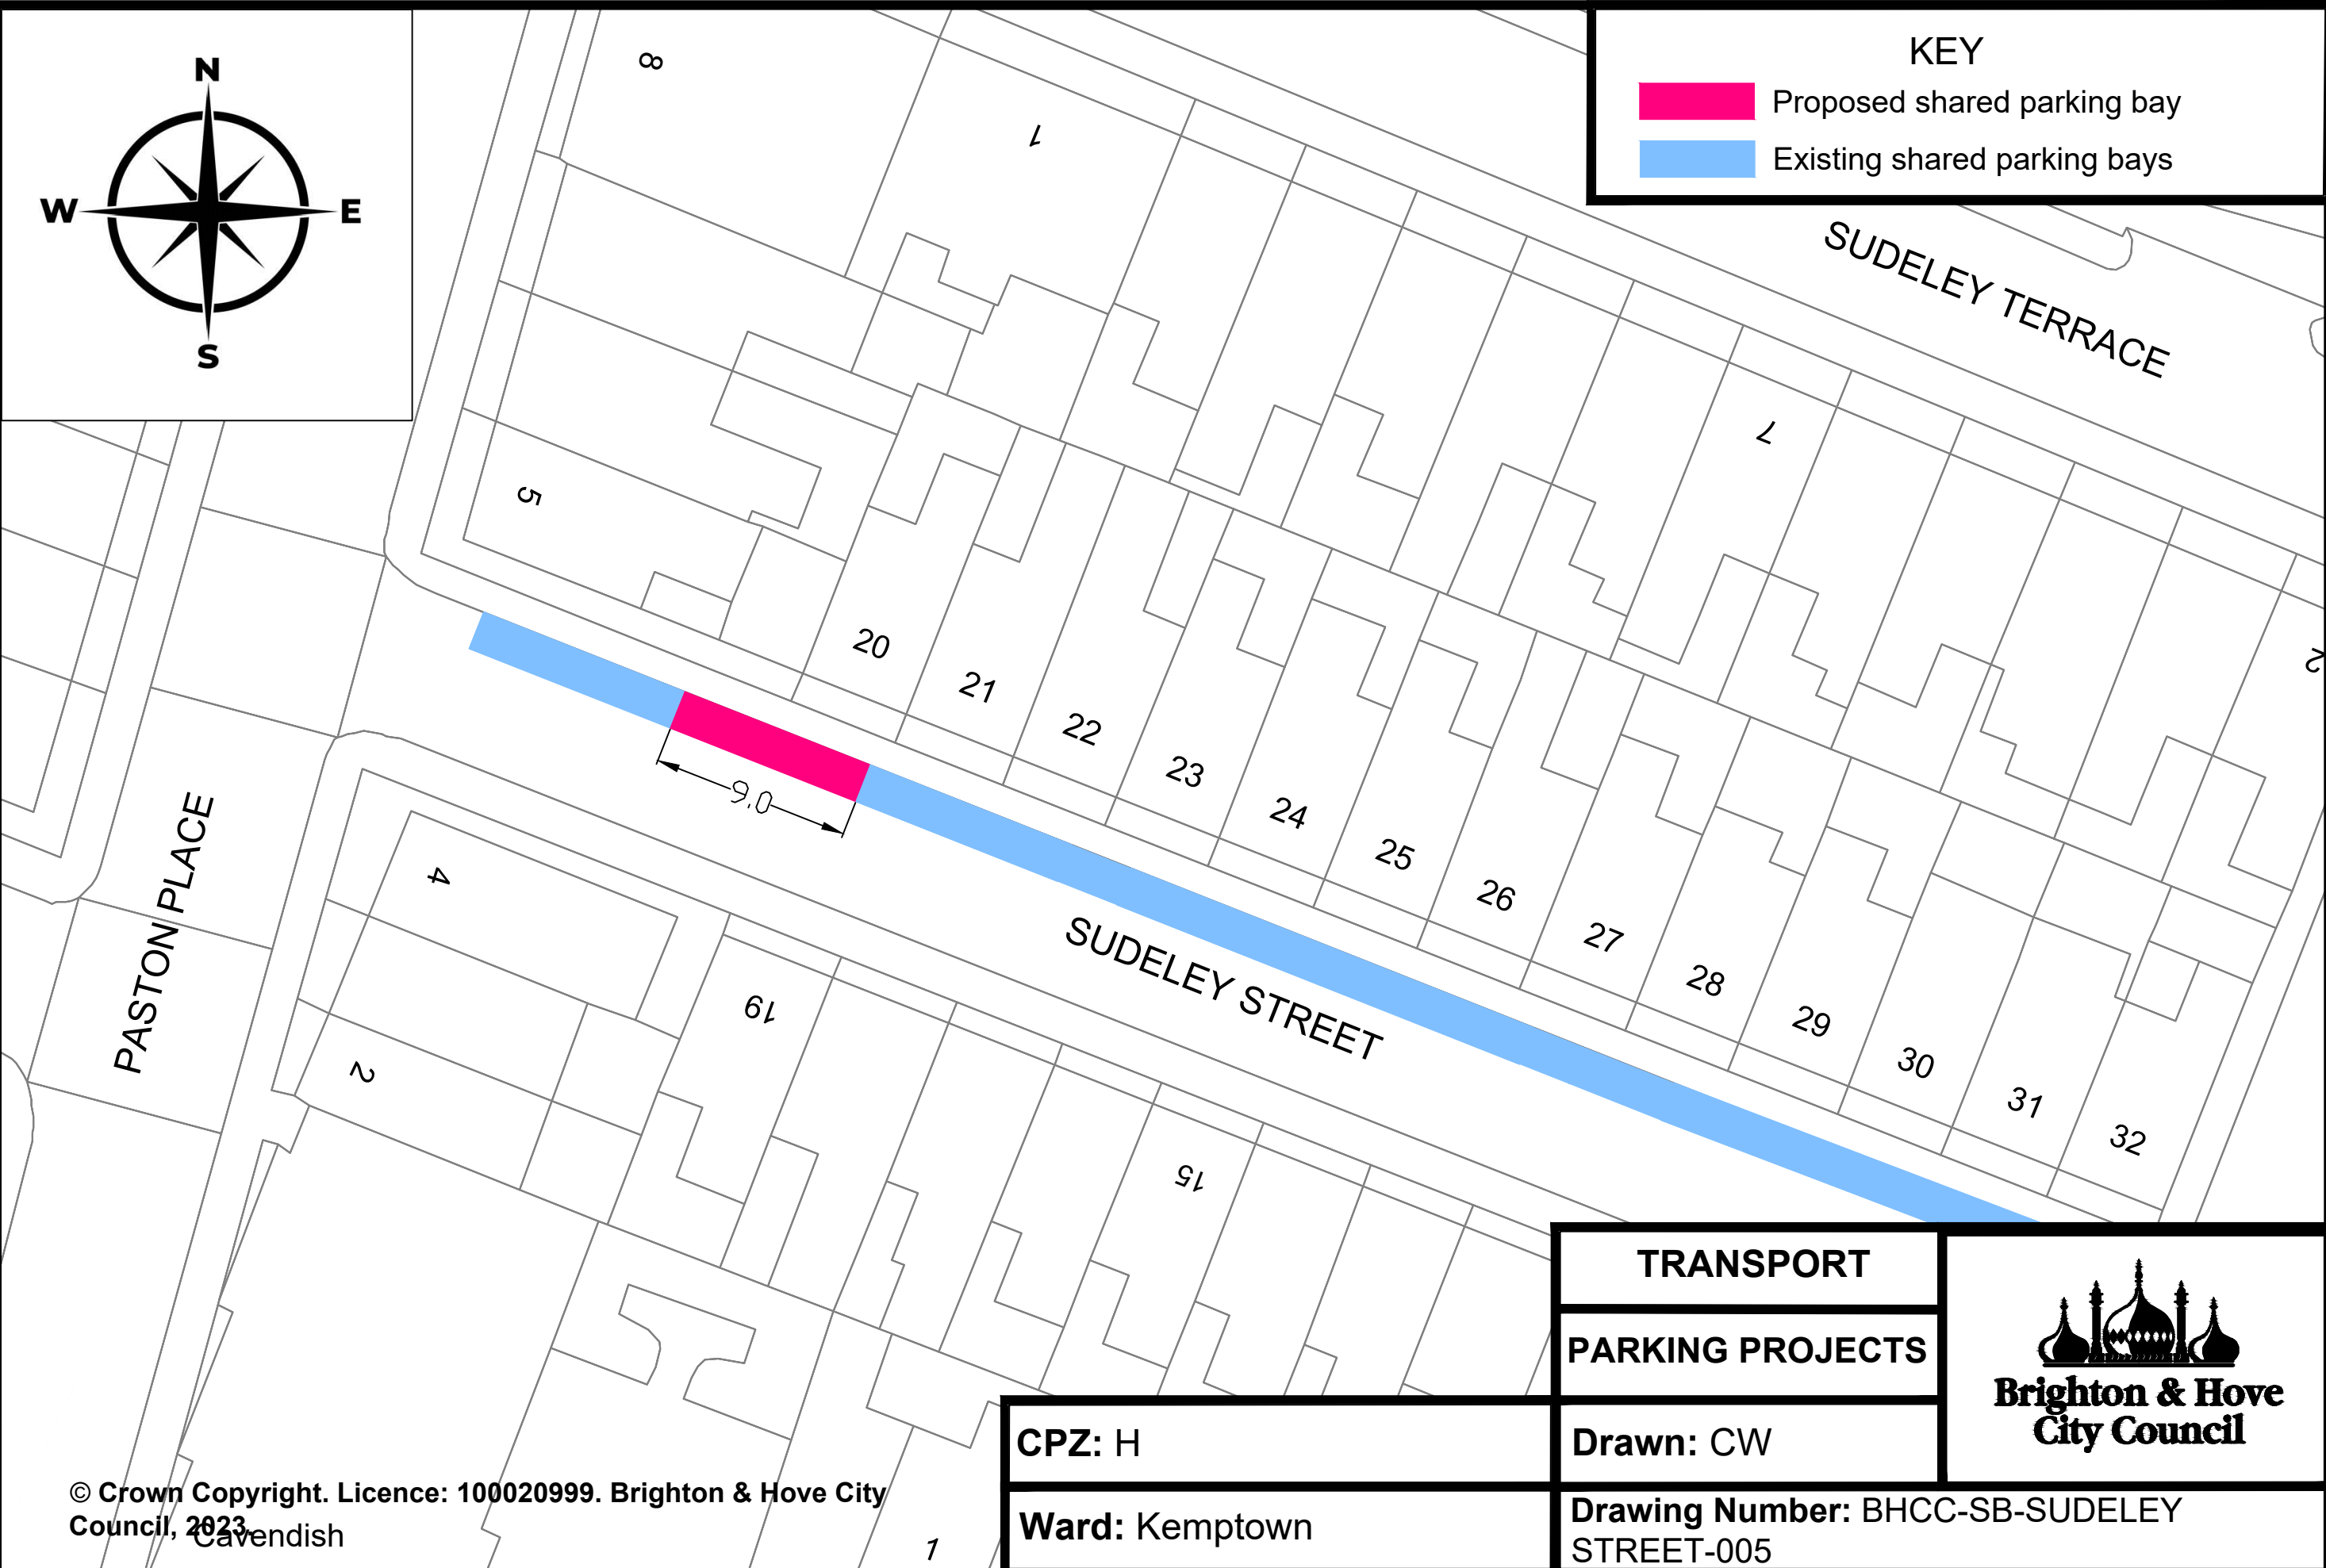 N
W
E
S
KEY
Proposed shared parking bay
Existing shared parking bays
SUDELEY TERRACE
8
1
7
2
5
20
21
22
23
24
25
26
27
28
29
30
31
32
9.0
SUDELEY STREET
PASTON PLACE
4
2
19
15
1
TRANSPORT
PARKING PROJECTS
Brighton & Hove
City Council
CPZ: H
Drawn: CW
Ward: Kemptown
Drawing Number: BHCC-SB-SUDELEY
STREET-005
© Crown Copyright. Licence: 100020999. Brighton & Hove City
Council, 2023.
Cavendish